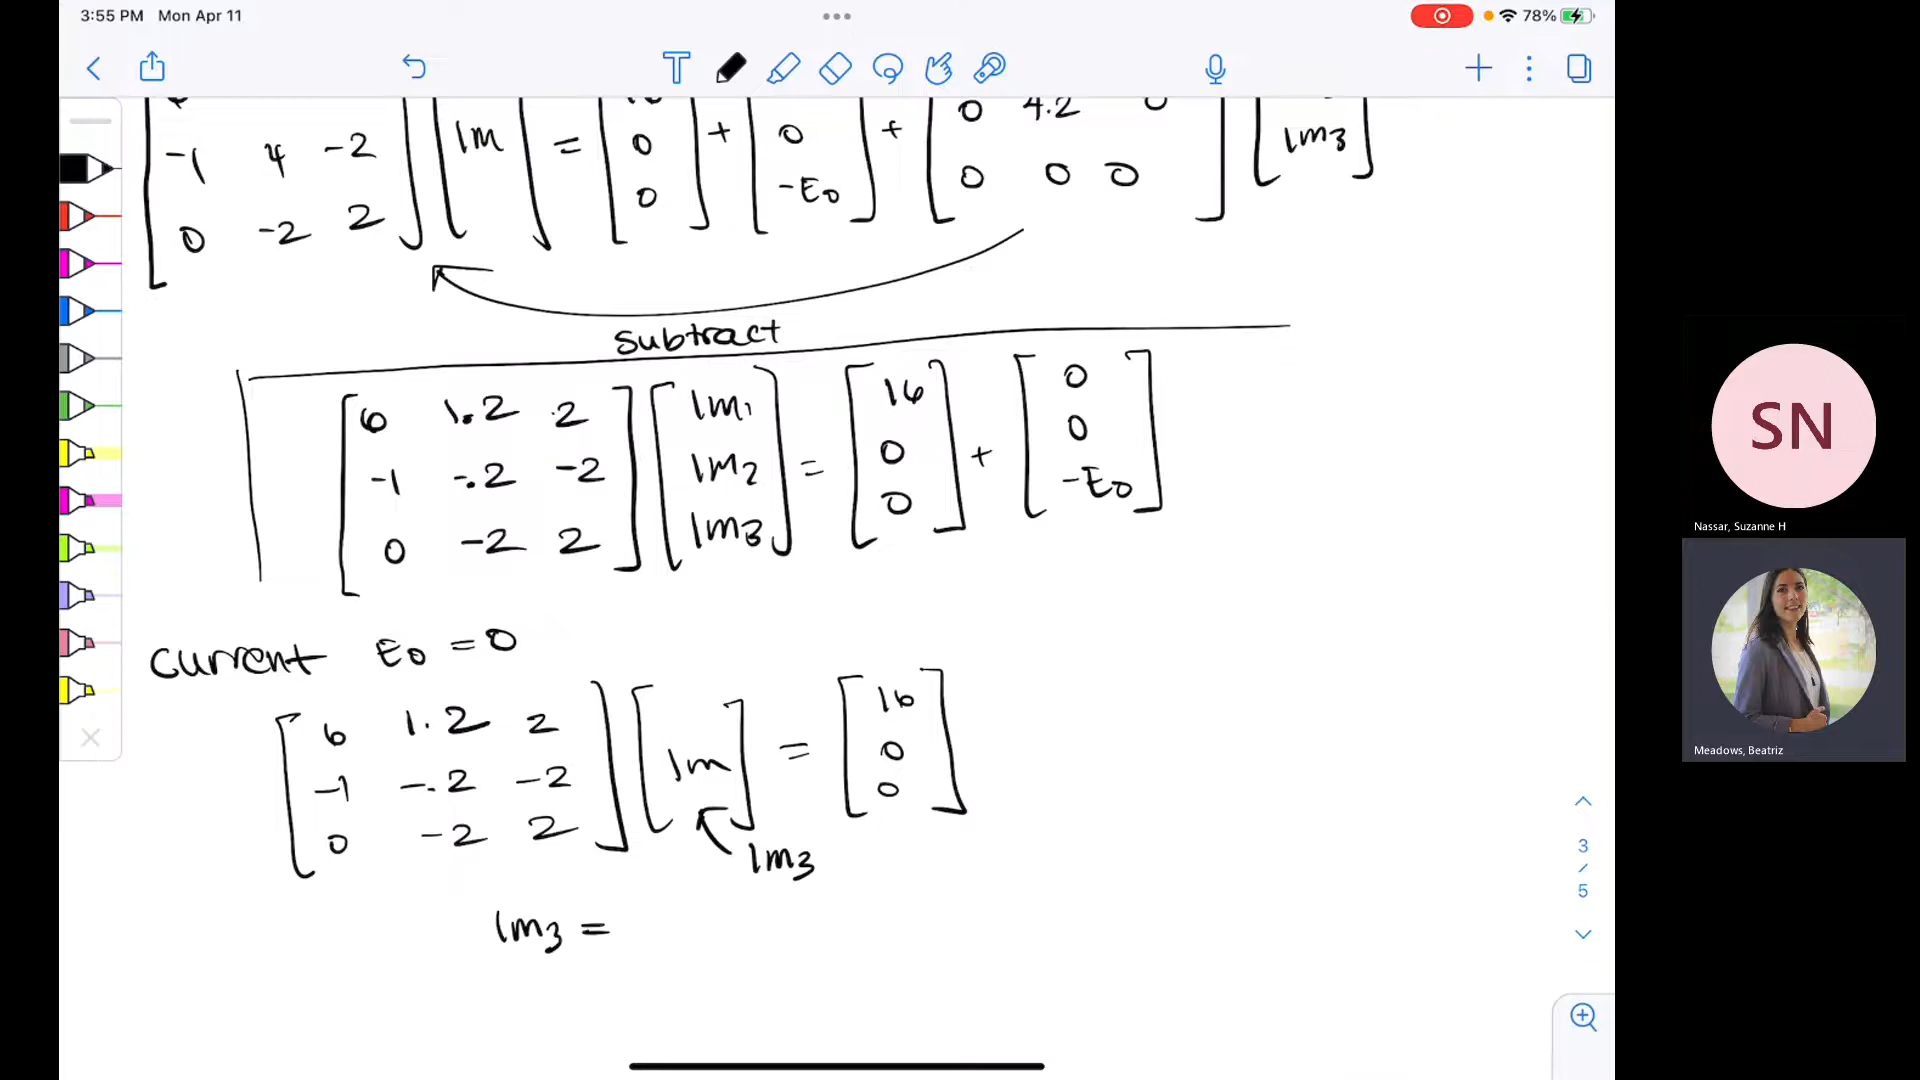 3:55 PM Mon Apr 11
78%
0 4.2 0
-1 4 -2 Im = 0 + 0 + Im3
0 -2 2 0 -E0 0 0 0
subtract
6 1.2 2 Im1 16 0
-1 -.2 -2 Im2 = 0 + 0
0 -2 2 Im3 0 -E0
current E0 = 0
6 1.2 2 16
-1 -.2 -2 Im = 0
0 -2 2 0
Im3
Im3 =
3
/
5
SN
Nassar, Suzanne H
Meadows, Beatriz